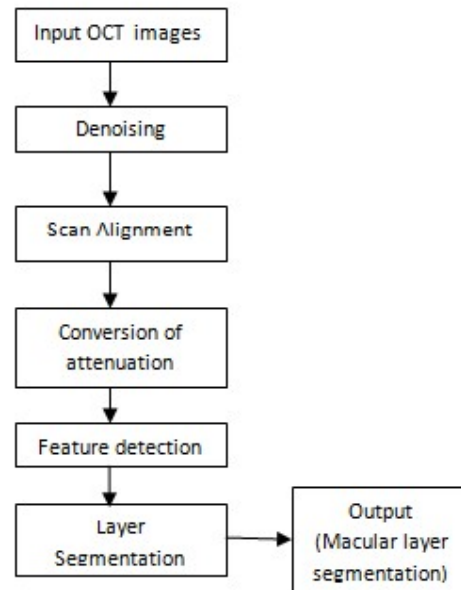 Input OCT images
Denoising
Scan Alignment
Conversion of
attenuation
Feature detection
Layer
Segmentation
Output
(Macular layer
segmentation)